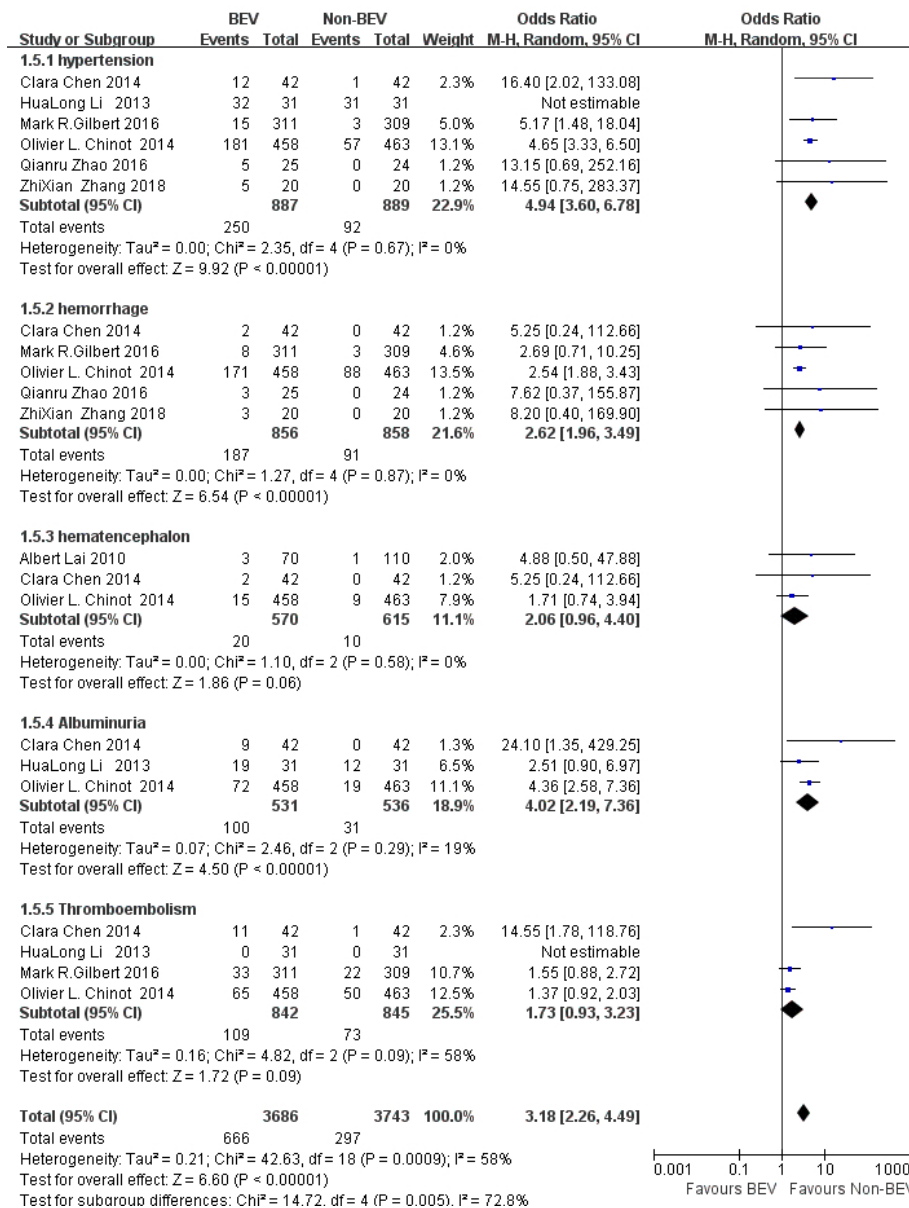 BEV Non-BEV Odds Ratio Odds Ratio
Study or Subgroup Events Total Events Total Weight M-H, Random, 95% CI M-H, Random, 95% CI
1.5.1 hypertension
Clara Chen 2014 12 42 1 42 2.3% 16.40 [2.02, 133.08]
HuaLong Li 2013 32 31 31 31 Not estimable
Mark R.Gilbert 2016 15 311 3 309 5.0% 5.17 [1.48, 18.04]
Olivier L. Chinot 2014 181 458 57 463 13.1% 4.65 [3.33, 6.50]
Qianru Zhao 2016 5 25 0 24 1.2% 13.15 [0.69, 252.16]
ZhiXian Zhang 2018 5 20 0 20 1.2% 14.55 [0.75, 283.37]
Subtotal (95% CI) 887 889 22.9% 4.94 [3.60, 6.78]
Total events 250 92
Heterogeneity: Tau² = 0.00; Chi² = 2.35, df = 4 (P = 0.67); I² = 0%
Test for overall effect: Z = 9.92 (P < 0.00001)
1.5.2 hemorrhage
Clara Chen 2014 2 42 0 42 1.2% 5.25 [0.24, 112.66]
Mark R.Gilbert 2016 8 311 3 309 4.6% 2.69 [0.71, 10.25]
Olivier L. Chinot 2014 171 458 88 463 13.5% 2.54 [1.88, 3.43]
Qianru Zhao 2016 3 25 0 24 1.2% 7.62 [0.37, 155.87]
ZhiXian Zhang 2018 3 20 0 20 1.2% 8.20 [0.40, 169.90]
Subtotal (95% CI) 856 858 21.6% 2.62 [1.96, 3.49]
Total events 187 91
Heterogeneity: Tau² = 0.00; Chi² = 1.27, df = 4 (P = 0.87); I² = 0%
Test for overall effect: Z = 6.54 (P < 0.00001)
1.5.3 hematencephalon
Albert Lai 2010 3 70 1 110 2.0% 4.88 [0.50, 47.88]
Clara Chen 2014 2 42 0 42 1.2% 5.25 [0.24, 112.66]
Olivier L. Chinot 2014 15 458 9 463 7.9% 1.71 [0.74, 3.94]
Subtotal (95% CI) 570 615 11.1% 2.06 [0.96, 4.40]
Total events 20 10
Heterogeneity: Tau² = 0.00; Chi² = 1.10, df = 2 (P = 0.58); I² = 0%
Test for overall effect: Z = 1.86 (P = 0.06)
1.5.4 Albuminuria
Clara Chen 2014 9 42 0 42 1.3% 24.10 [1.35, 429.25]
HuaLong Li 2013 19 31 12 31 6.5% 2.51 [0.90, 6.97]
Olivier L. Chinot 2014 72 458 19 463 11.1% 4.36 [2.58, 7.36]
Subtotal (95% CI) 531 536 18.9% 4.02 [2.19, 7.36]
Total events 100 31
Heterogeneity: Tau² = 0.07; Chi² = 2.46, df = 2 (P = 0.29); I² = 19%
Test for overall effect: Z = 4.50 (P < 0.00001)
1.5.5 Thromboembolism
Clara Chen 2014 11 42 1 42 2.3% 14.55 [1.78, 118.76]
HuaLong Li 2013 0 31 0 31 Not estimable
Mark R.Gilbert 2016 33 311 22 309 10.7% 1.55 [0.88, 2.72]
Olivier L. Chinot 2014 65 458 50 463 12.5% 1.37 [0.92, 2.03]
Subtotal (95% CI) 842 845 25.5% 1.73 [0.93, 3.23]
Total events 109 73
Heterogeneity: Tau² = 0.16; Chi² = 4.82, df = 2 (P = 0.09); I² = 58%
Test for overall effect: Z = 1.72 (P = 0.09)
Total (95% CI) 3686 3743 100.0% 3.18 [2.26, 4.49]
Total events 666 297
Heterogeneity: Tau² = 0.21; Chi² = 42.63, df = 18 (P = 0.0009); I² = 58%
Test for overall effect: Z = 6.60 (P < 0.00001)
Test for subgroup differences: Chi² = 14.72, df = 4 (P = 0.005), I² = 72.8%
0.001 0.1 1 10 1000
Favours BEV Favours Non-BEV